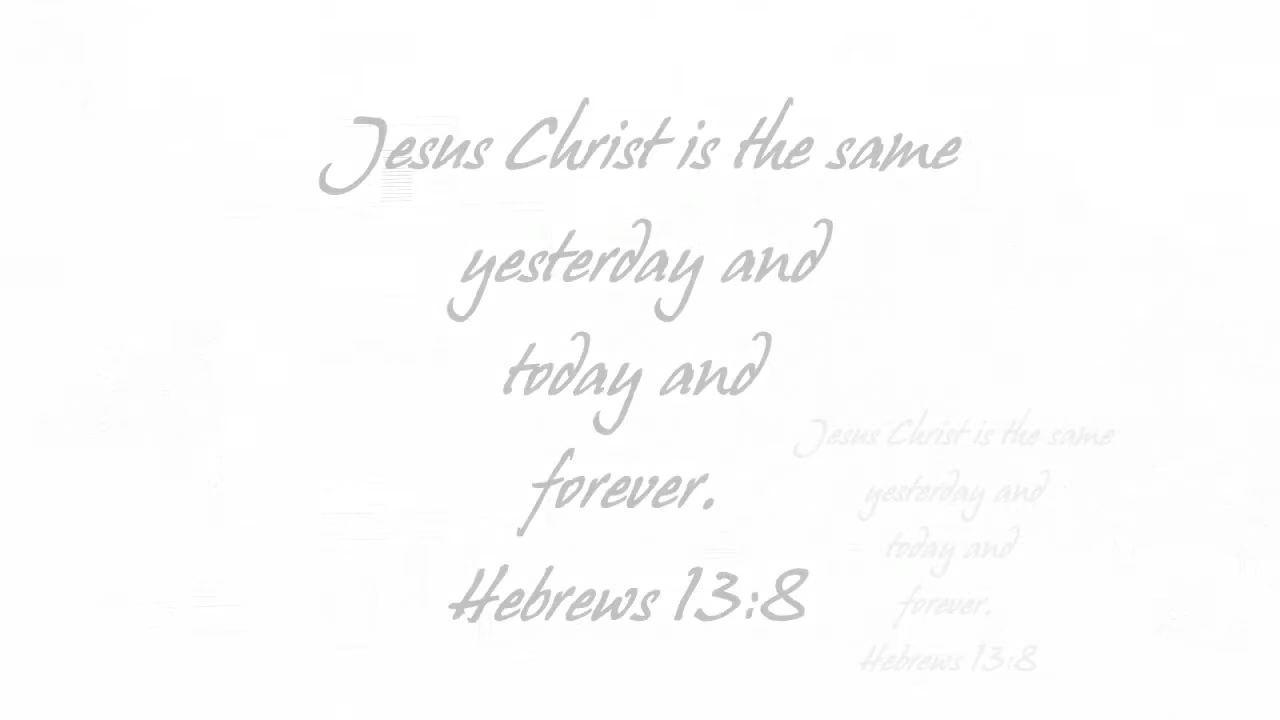 Jesus Christ is the same
yesterday and
today and
forever.
Hebrews 13:8
Jesus Christ is the same
yesterday and
today and
forever.
Hebrews 13:8